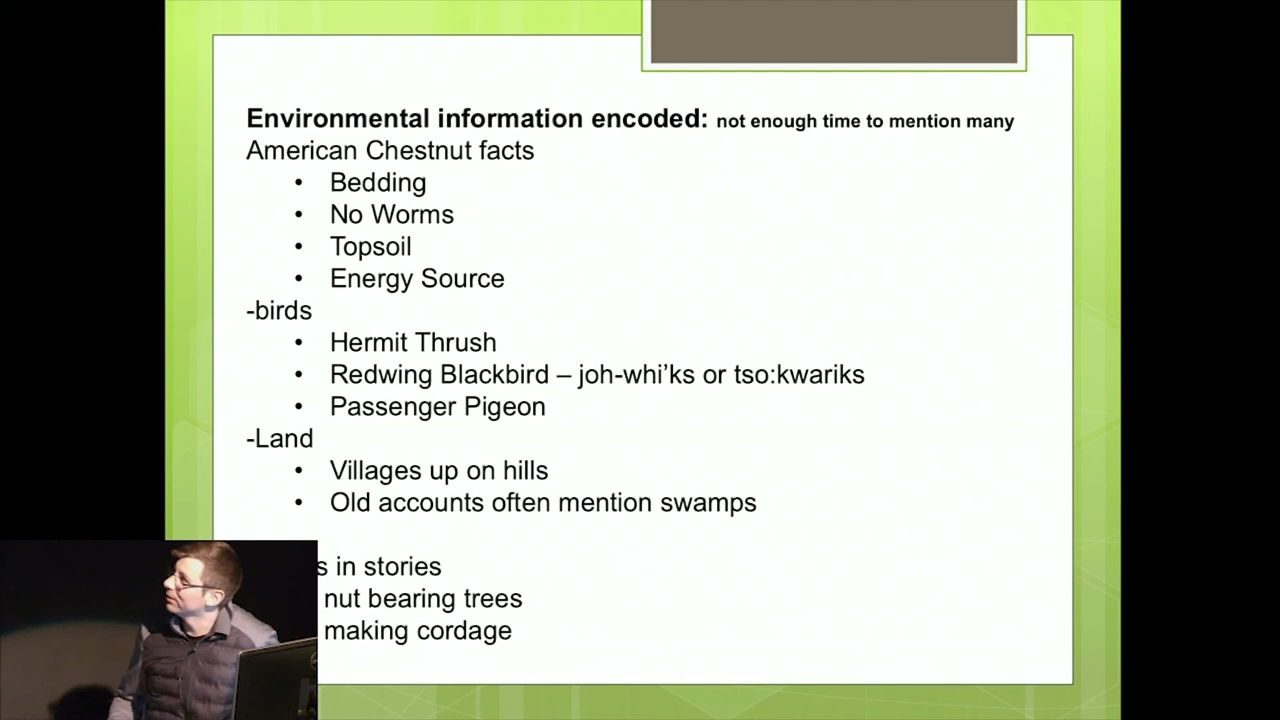 Environmental information encoded: not enough time to mention many
American Chestnut facts
• Bedding
• No Worms
• Topsoil
• Energy Source
-birds
• Hermit Thrush
• Redwing Blackbird – joh-whi’ks or tso:kwariks
• Passenger Pigeon
-Land
• Villages up on hills
• Old accounts often mention swamps
in stories
nut bearing trees
making cordage